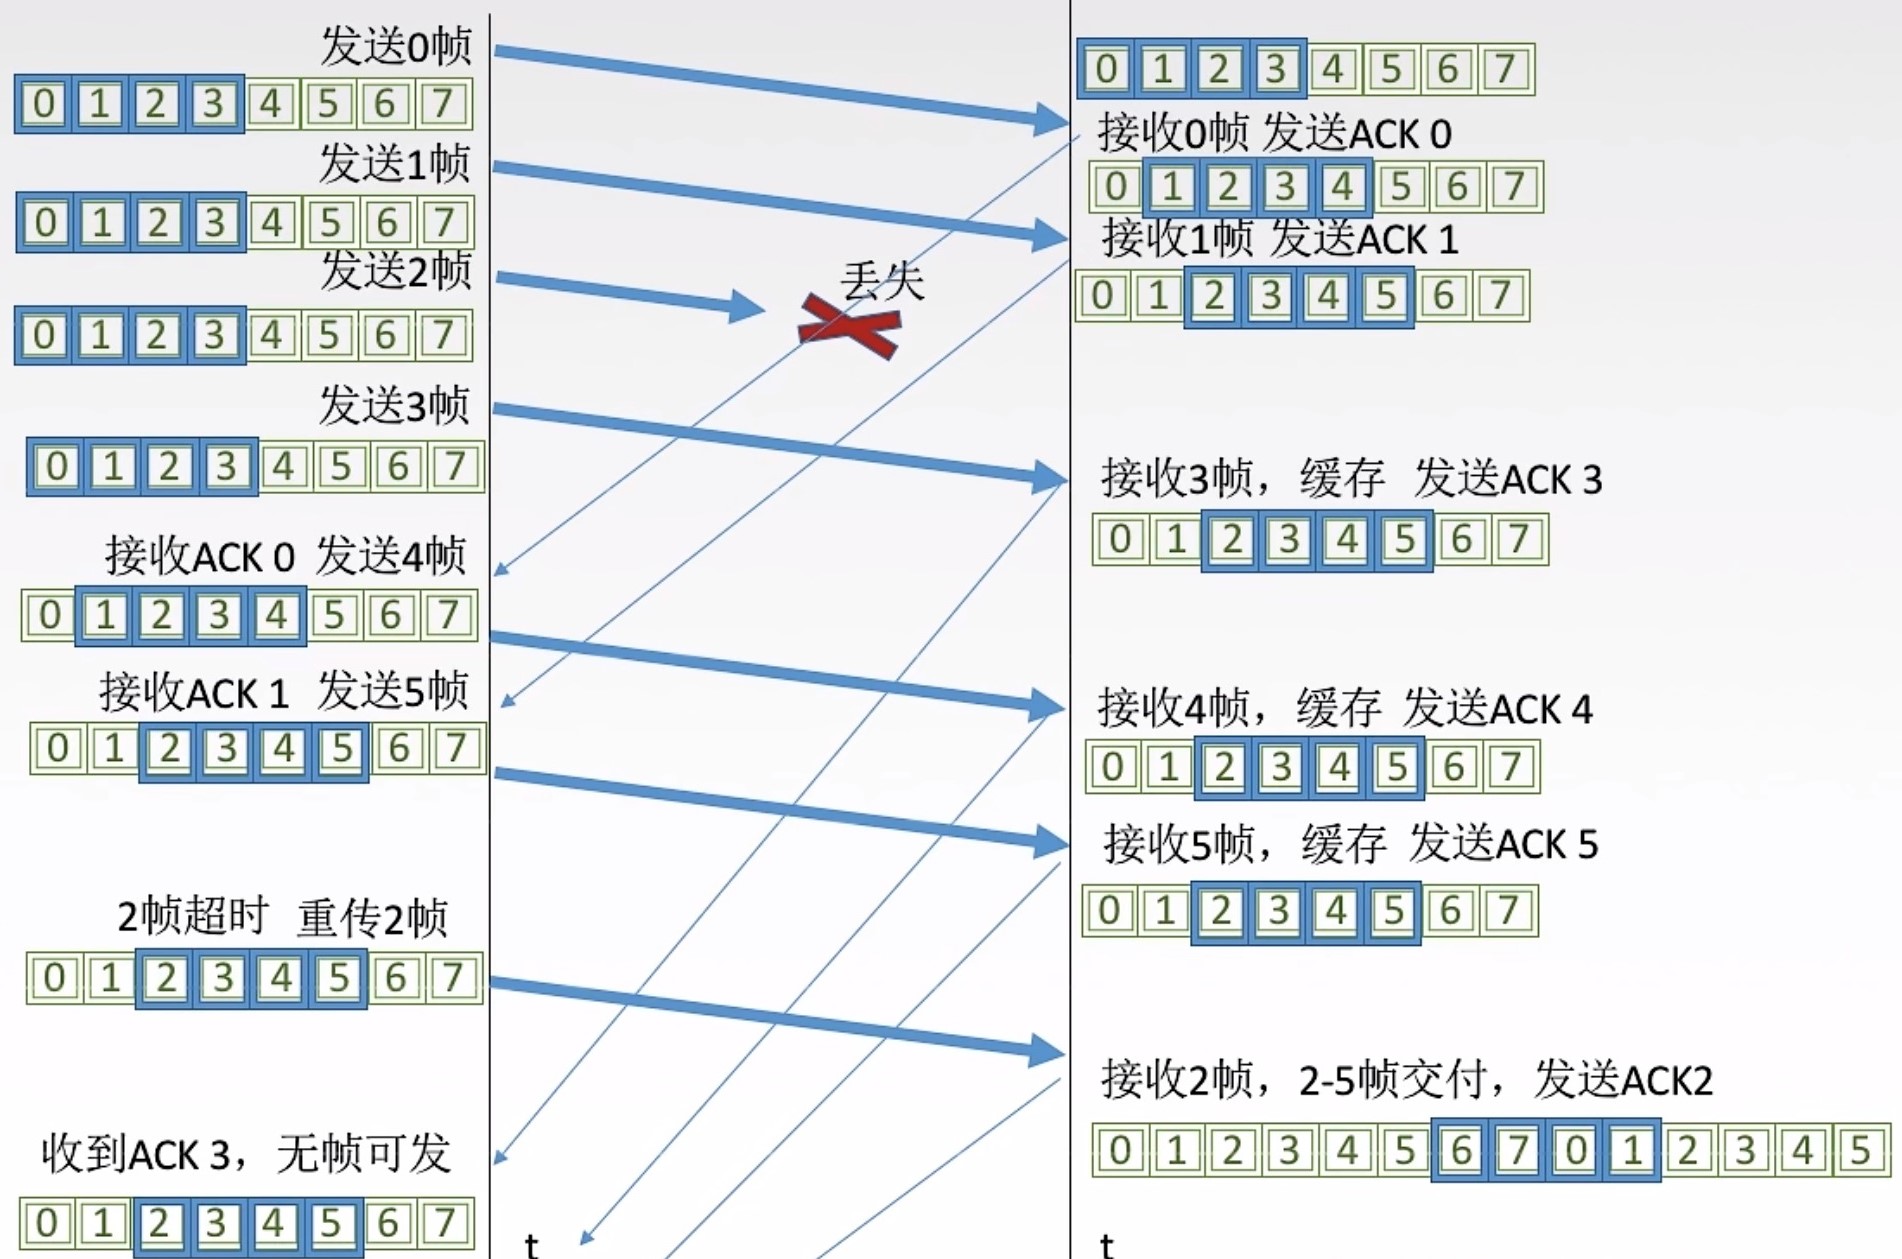 发送0帧
0 1 2 3 4 5 6 7
发送1帧
0 1 2 3 4 5 6 7
发送2帧
0 1 2 3 4 5 6 7
发送3帧
0 1 2 3 4 5 6 7
接收ACK 0 发送4帧
0 1 2 3 4 5 6 7
接收ACK 1 发送5帧
0 1 2 3 4 5 6 7
2帧超时 重传2帧
0 1 2 3 4 5 6 7
收到ACK 3，无帧可发
0 1 2 3 4 5 6 7
丢失
t
0 1 2 3 4 5 6 7
接收0帧 发送ACK 0
0 1 2 3 4 5 6 7
接收1帧 发送ACK 1
0 1 2 3 4 5 6 7
接收3帧，缓存 发送ACK 3
0 1 2 3 4 5 6 7
接收4帧，缓存 发送ACK 4
0 1 2 3 4 5 6 7
接收5帧，缓存 发送ACK 5
0 1 2 3 4 5 6 7
接收2帧，2-5帧交付，发送ACK2
0 1 2 3 4 5 6 7 0 1 2 3 4 5
t